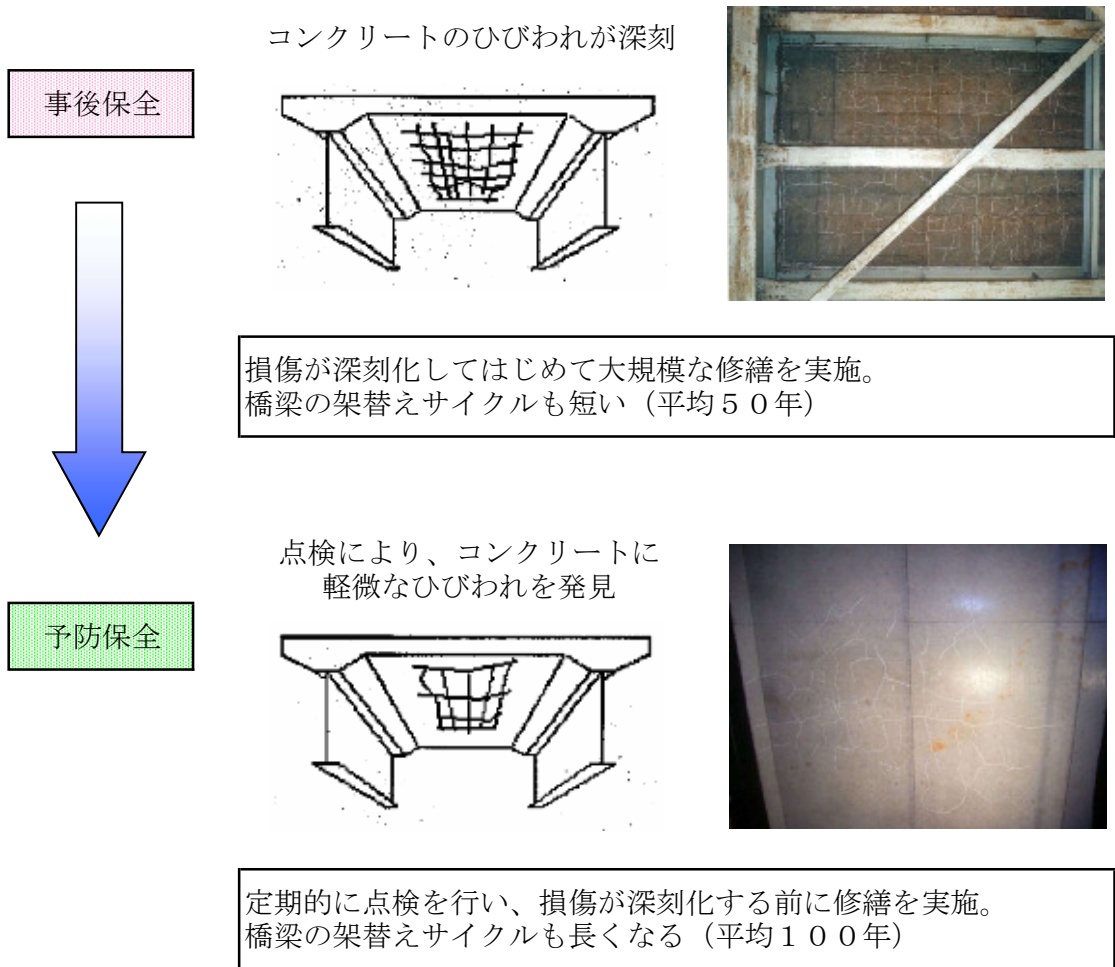 コンクリートのひびわれが深刻
事後保全
損傷が深刻化してはじめて大規模な修繕を実施。
橋梁の架替えサイクルも短い（平均５０年）
点検により、コンクリートに
軽微なひびわれを発見
予防保全
定期的に点検を行い、損傷が深刻化する前に修繕を実施。
橋梁の架替えサイクルも長くなる（平均１００年）